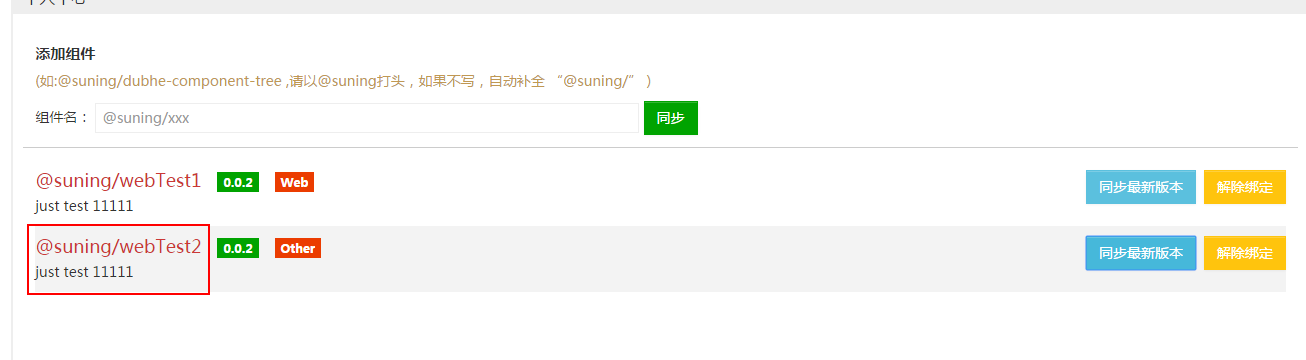 添加组件
(如:@suning/dubhe-component-tree ,请以@suning打头，如果不写，自动补全 “@suning/” )
组件名： @suning/xxx 同步
@suning/webTest1 0.0.2 Web 同步最新版本 解除绑定
just test 11111
@suning/webTest2 0.0.2 Other 同步最新版本 解除绑定
just test 11111